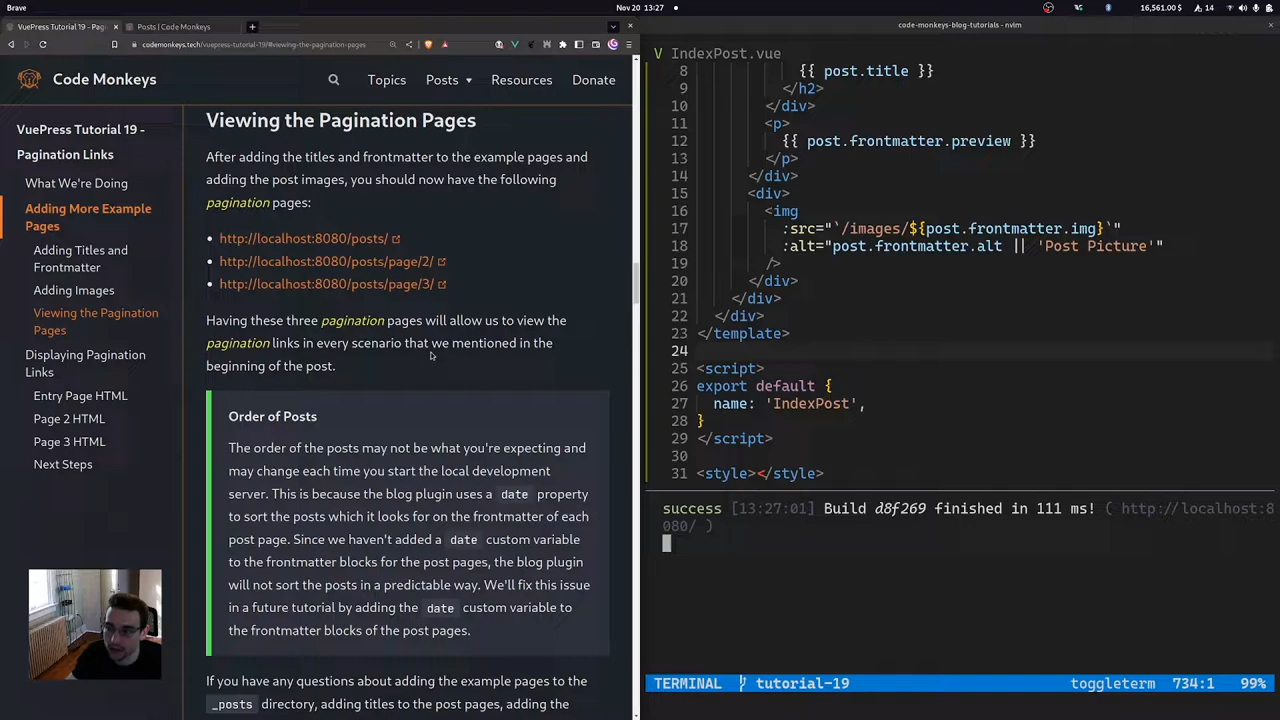 Brave
Nov 20 13:27
16,561.00
14
VuePress Tutorial 19 - Pagi
Posts | Code Monkeys
code-monkeys-blog-tutorials - nvim
codemonkeys.tech/vuepress-tutorial-19/#viewing-the-pagination-pages
Code Monkeys
Topics
Posts
Resources
Donate
VuePress Tutorial 19 -
Pagination Links
What We're Doing
Adding More Example
Pages
Adding Titles and
Frontmatter
Adding Images
Viewing the Pagination
Pages
Displaying Pagination
Links
Entry Page HTML
Page 2 HTML
Page 3 HTML
Next Steps
Viewing the Pagination Pages
After adding the titles and frontmatter to the example pages and
adding the post images, you should now have the following
pagination pages:
http://localhost:8080/posts/
http://localhost:8080/posts/page/2/
http://localhost:8080/posts/page/3/
Having these three pagination pages will allow us to view the
pagination links in every scenario that we mentioned in the
beginning of the post.
Order of Posts
The order of the posts may not be what you're expecting and
may change each time you start the local development
server. This is because the blog plugin uses a date property
to sort the posts which it looks for on the frontmatter of each
post page. Since we haven't added a date custom variable
to the frontmatter blocks for the post pages, the blog plugin
will not sort the posts in a predictable way. We'll fix this issue
in a future tutorial by adding the date custom variable to
the frontmatter blocks of the post pages.
If you have any questions about adding the example pages to the
_posts directory, adding titles to the post pages, adding the
V IndexPost.vue
8 {{ post.title }}
9 </h2>
10 </div>
11 <p>
12 {{ post.frontmatter.preview }}
13 </p>
14 </div>
15 <div>
16 <img
17 :src="`/images/${post.frontmatter.img}`"
18 :alt="post.frontmatter.alt || 'Post Picture'"
19 />
20 </div>
21 </div>
22 </div>
23 </template>
24
25 <script>
26 export default {
27 name: 'IndexPost',
28 }
29 </script>
30
31 <style></style>
success [13:27:01] Build d8f269 finished in 111 ms! ( http://localhost:8
080/ )
TERMINAL tutorial-19 toggleterm 734:1 99%